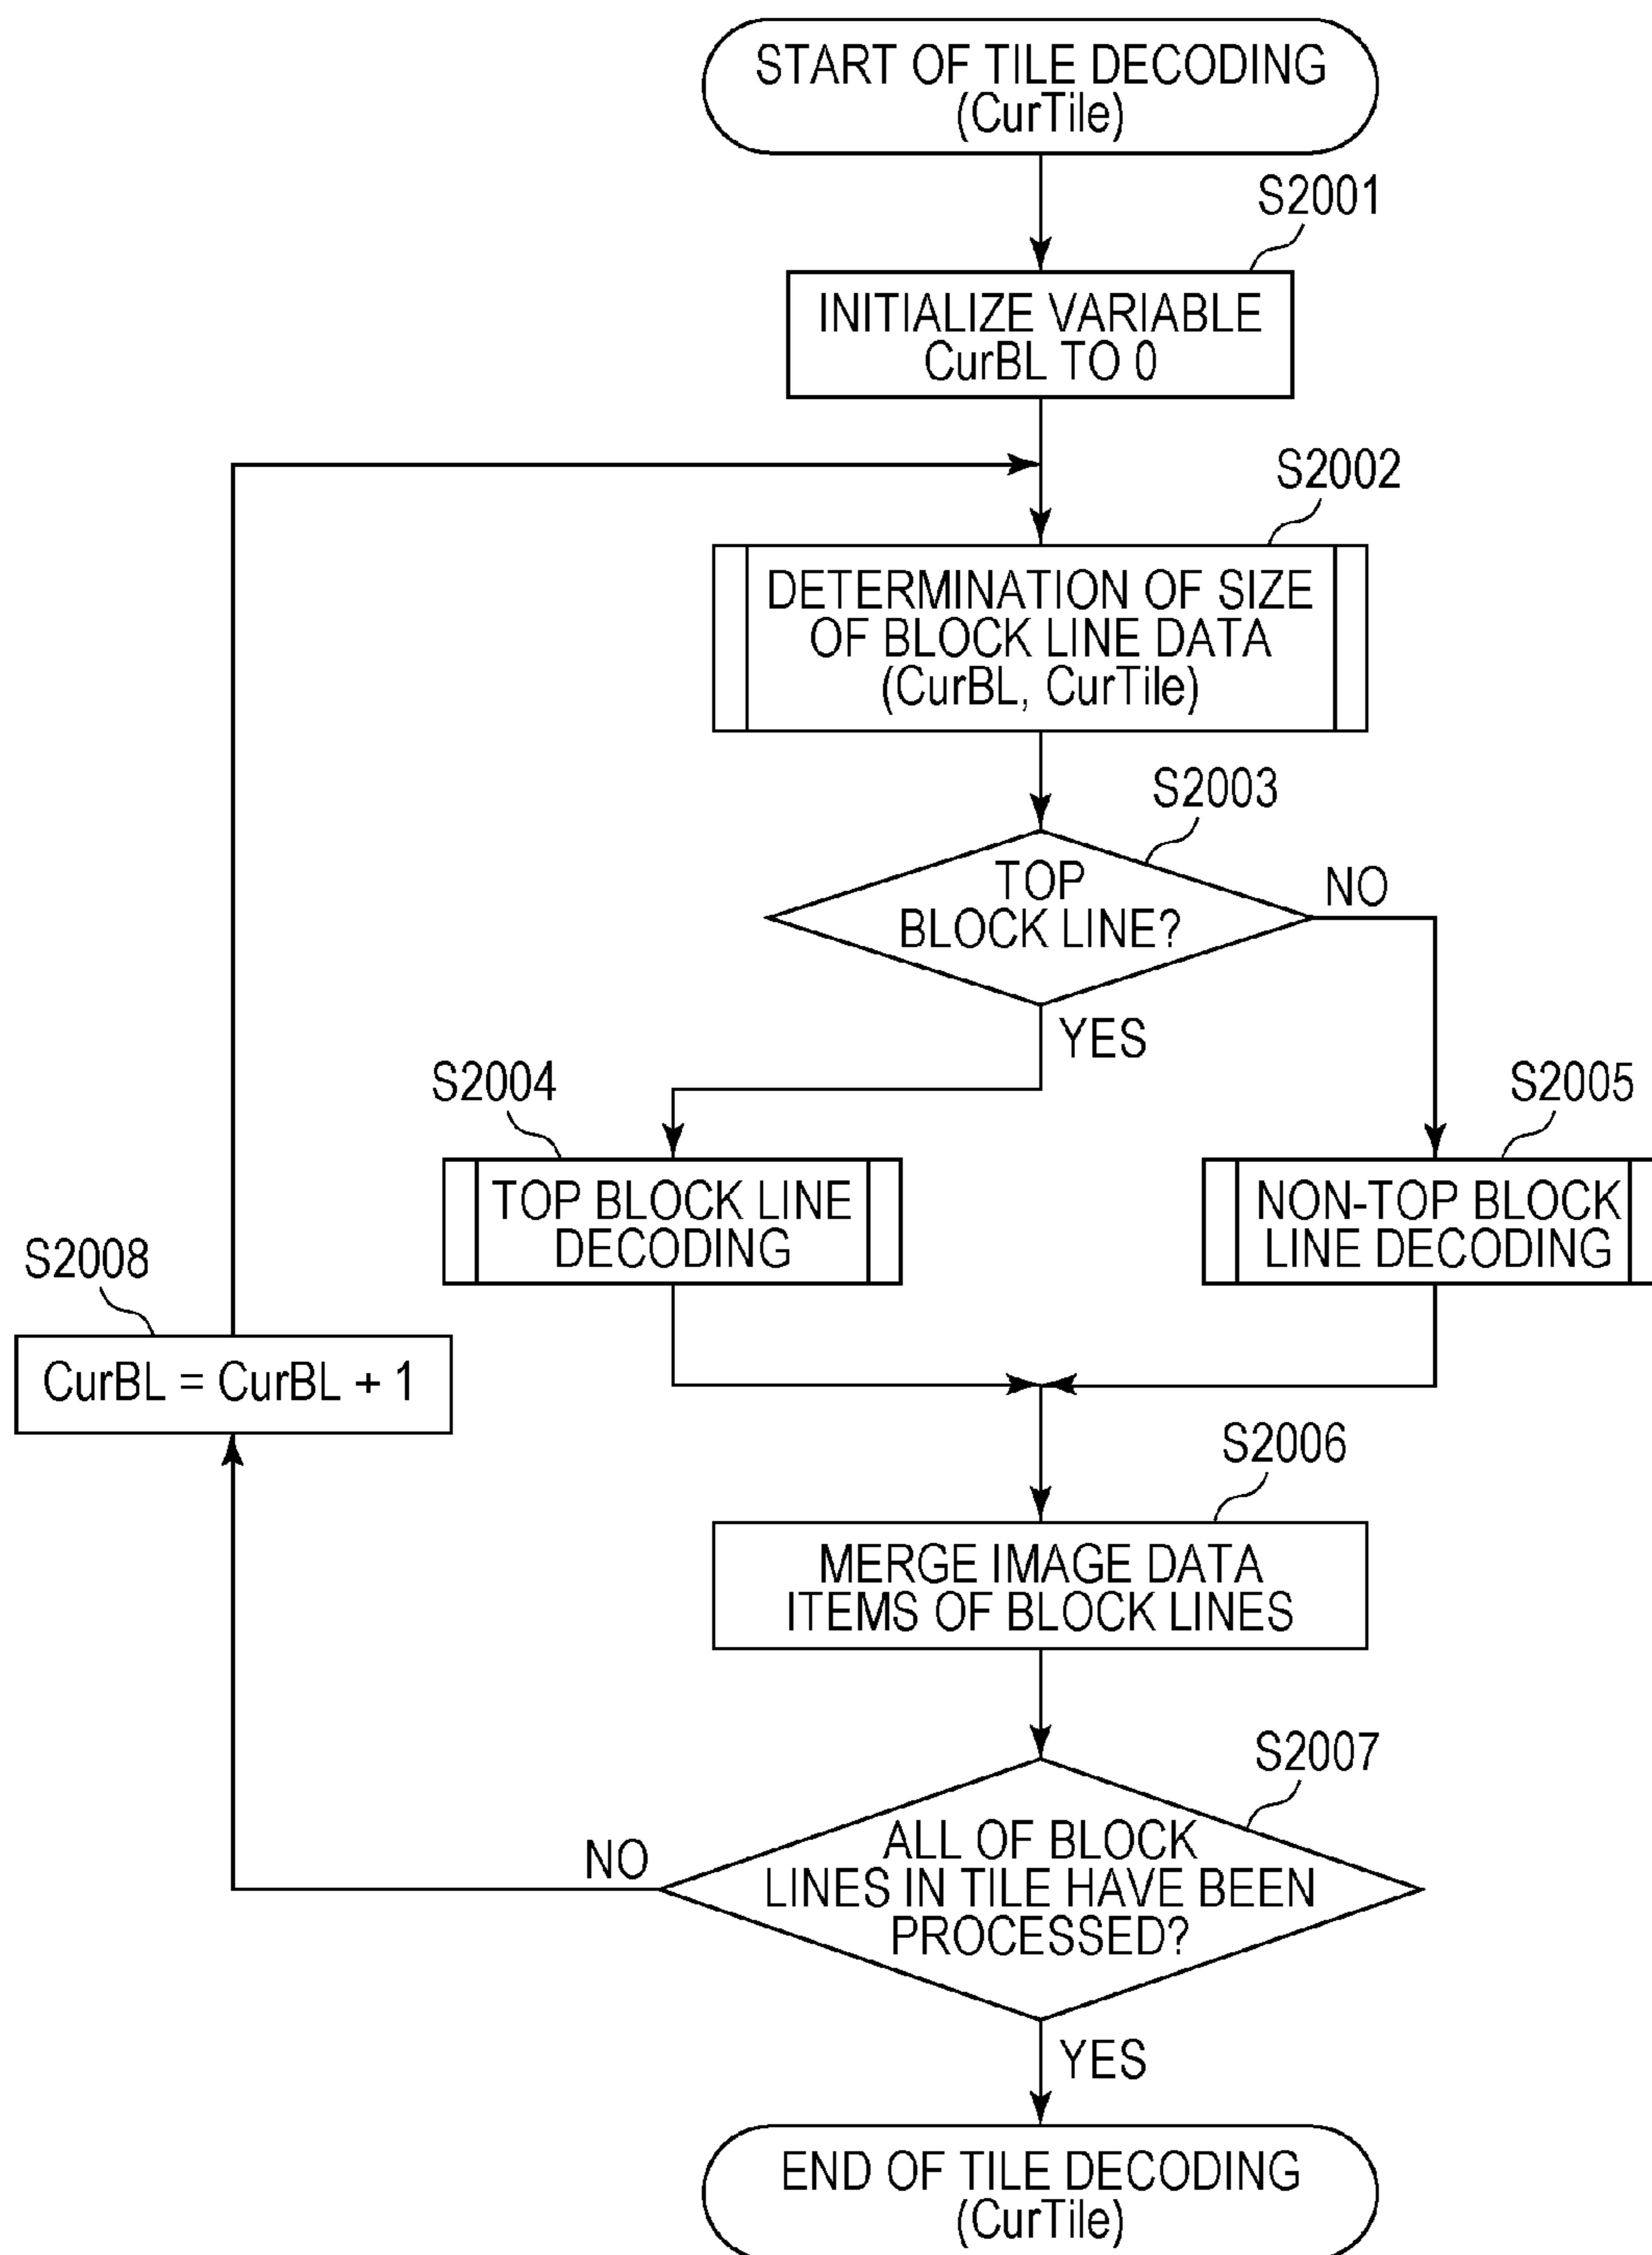 START OF TILE DECODING
(CurTile)
S2001
INITIALIZE VARIABLE
CurBL TO 0
S2002
DETERMINATION OF SIZE
OF BLOCK LINE DATA
(CurBL, CurTile)
S2003
TOP
BLOCK LINE?
NO
YES
S2004
TOP BLOCK LINE
DECODING
S2005
NON-TOP BLOCK
LINE DECODING
S2008
CurBL = CurBL + 1
S2006
MERGE IMAGE DATA
ITEMS OF BLOCK LINES
S2007
ALL OF BLOCK
LINES IN TILE HAVE BEEN
PROCESSED?
NO
YES
END OF TILE DECODING
(CurTile)